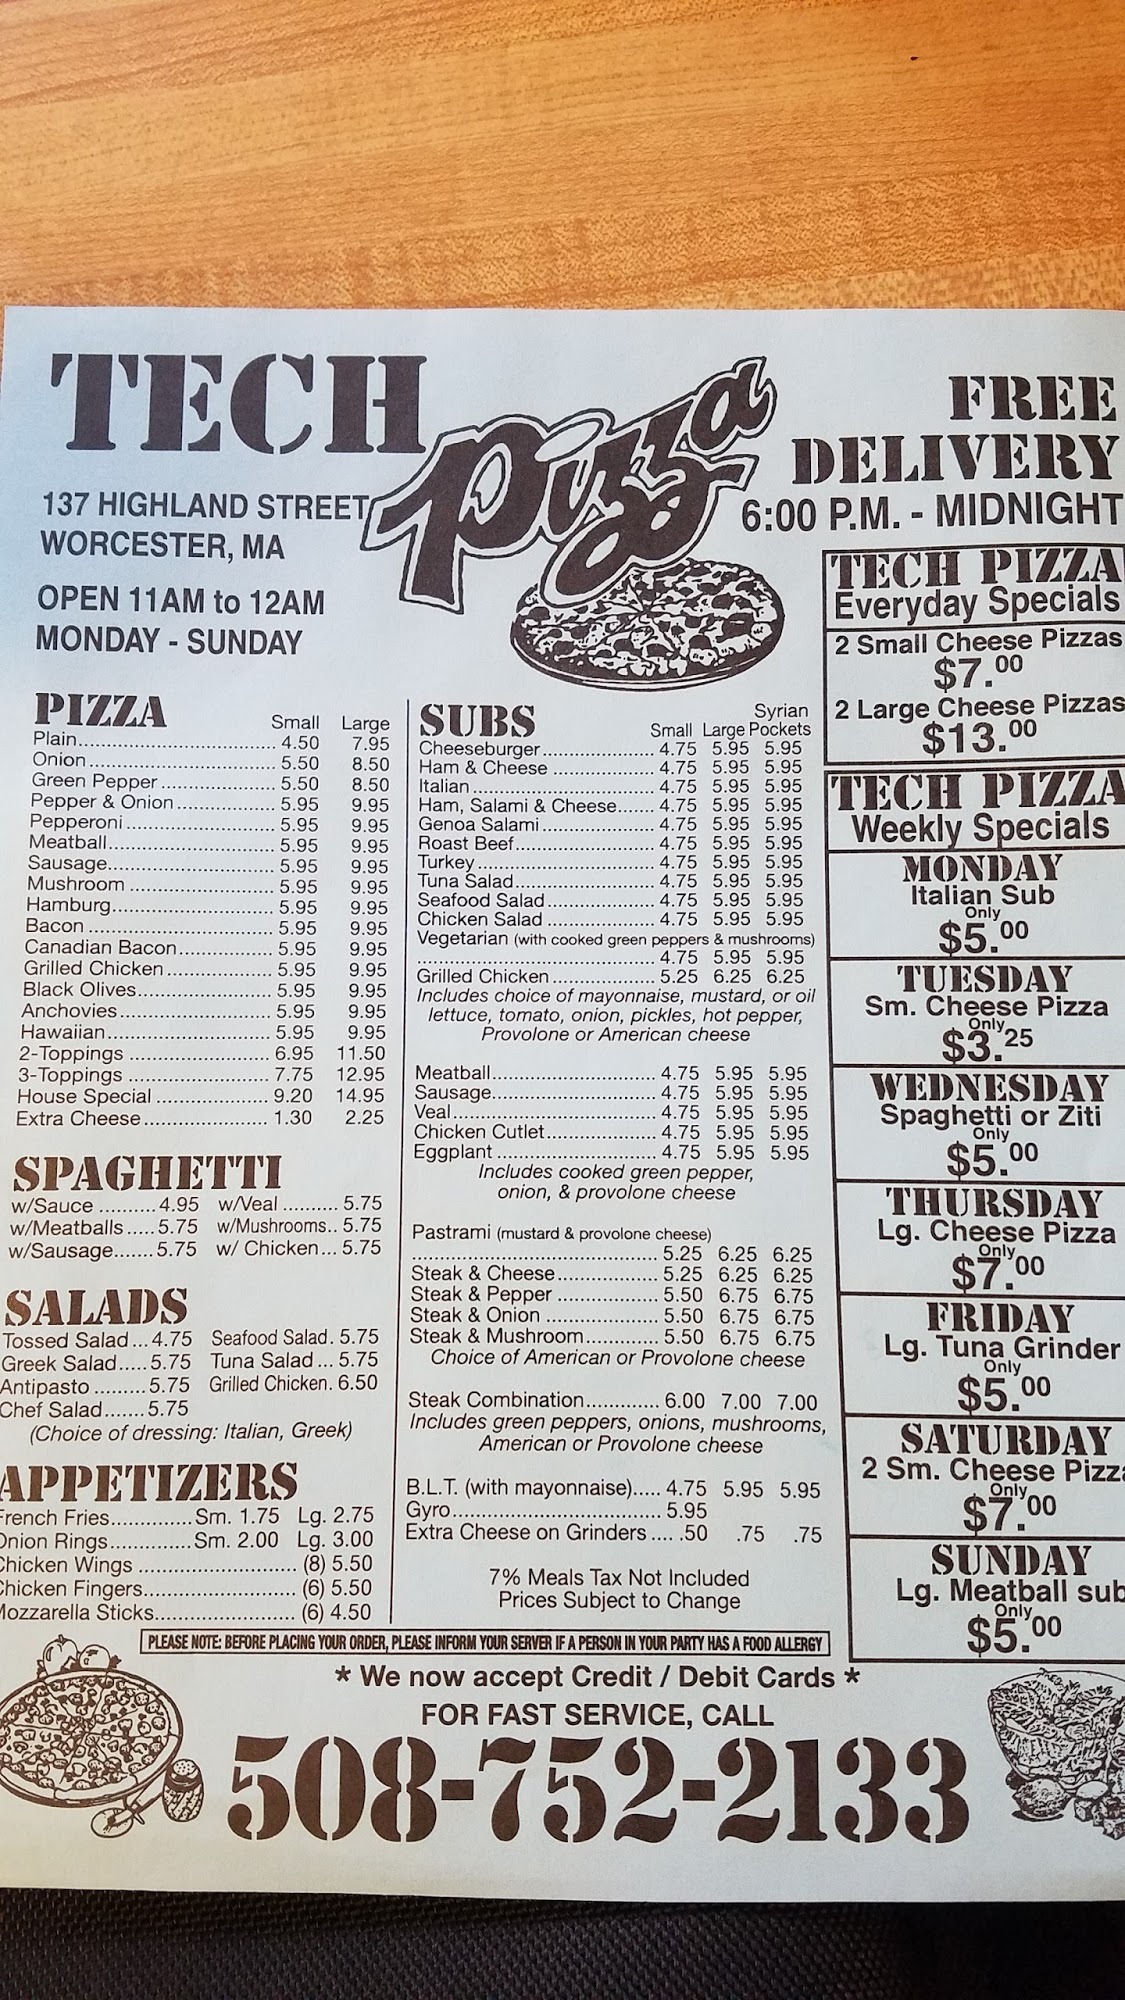 TECH Pizza
137 HIGHLAND STREET
WORCESTER, MA
OPEN 11AM to 12AM
MONDAY - SUNDAY
FREE
DELIVERY
6:00 P.M. - MIDNIGHT
PIZZA
Small Large
Plain 4.50 7.95
Onion 5.50 8.50
Green Pepper 5.50 8.50
Pepper & Onion 5.95 9.95
Pepperoni 5.95 9.95
Meatball 5.95 9.95
Sausage 5.95 9.95
Mushroom 5.95 9.95
Hamburg 5.95 9.95
Bacon 5.95 9.95
Canadian Bacon 5.95 9.95
Grilled Chicken 5.95 9.95
Black Olives 5.95 9.95
Anchovies 5.95 9.95
Hawaiian 5.95 9.95
2-Toppings 6.95 11.50
3-Toppings 7.75 12.95
House Special 9.20 14.95
Extra Cheese 1.30 2.25
SPAGHETTI
w/Sauce 4.95 w/Veal 5.75
w/Meatballs 5.75 w/Mushrooms 5.75
w/Sausage 5.75 w/ Chicken 5.75
SALADS
Tossed Salad 4.75 Seafood Salad 5.75
Greek Salad 5.75 Tuna Salad 5.75
Antipasto 5.75 Grilled Chicken 6.50
Chef Salad 5.75
(Choice of dressing: Italian, Greek)
APPETIZERS
French Fries Sm. 1.75 Lg. 2.75
Onion Rings Sm. 2.00 Lg. 3.00
Chicken Wings (8) 5.50
Chicken Fingers (6) 5.50
Mozzarella Sticks (6) 4.50
SUBS
Syrian
Small Large Pockets
Cheeseburger 4.75 5.95 5.95
Ham & Cheese 4.75 5.95 5.95
Italian 4.75 5.95 5.95
Ham, Salami & Cheese 4.75 5.95 5.95
Genoa Salami 4.75 5.95 5.95
Roast Beef 4.75 5.95 5.95
Turkey 4.75 5.95 5.95
Tuna Salad 4.75 5.95 5.95
Seafood Salad 4.75 5.95 5.95
Chicken Salad 4.75 5.95 5.95
Vegetarian (with cooked green peppers & mushrooms)
4.75 5.95 5.95
Grilled Chicken 5.25 6.25 6.25
Includes choice of mayonnaise, mustard, or oil
lettuce, tomato, onion, pickles, hot pepper,
Provolone or American cheese
Meatball 4.75 5.95 5.95
Sausage 4.75 5.95 5.95
Veal 4.75 5.95 5.95
Chicken Cutlet 4.75 5.95 5.95
Eggplant 4.75 5.95 5.95
Includes cooked green pepper,
onion, & provolone cheese
Pastrami (mustard & provolone cheese)
5.25 6.25 6.25
Steak & Cheese 5.25 6.25 6.25
Steak & Pepper 5.50 6.75 6.75
Steak & Onion 5.50 6.75 6.75
Steak & Mushroom 5.50 6.75 6.75
Choice of American or Provolone cheese
Steak Combination 6.00 7.00 7.00
Includes green peppers, onions, mushrooms,
American or Provolone cheese
B.L.T. (with mayonnaise) 4.75 5.95 5.95
Gyro 5.95
Extra Cheese on Grinders .50 .75 .75
7% Meals Tax Not Included
Prices Subject to Change
TECH PIZZA
Everyday Specials
2 Small Cheese Pizzas
$7.00
2 Large Cheese Pizzas
$13.00
TECH PIZZA
Weekly Specials
MONDAY
Italian Sub
Only
$5.00
TUESDAY
Sm. Cheese Pizza
Only
$3.25
WEDNESDAY
Spaghetti or Ziti
Only
$5.00
THURSDAY
Lg. Cheese Pizza
Only
$7.00
FRIDAY
Lg. Tuna Grinder
Only
$5.00
SATURDAY
2 Sm. Cheese Pizza
Only
$7.00
SUNDAY
Lg. Meatball sub
Only
$5.00
PLEASE NOTE: BEFORE PLACING YOUR ORDER, PLEASE INFORM YOUR SERVER IF A PERSON IN YOUR PARTY HAS A FOOD ALLERGY
* We now accept Credit / Debit Cards *
FOR FAST SERVICE, CALL
508-752-2133